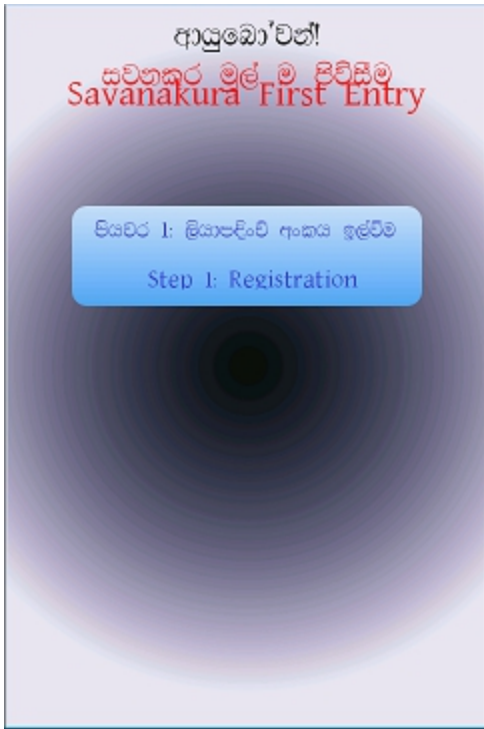 ආයුබෝ'වන්!
සවනකුර මුල් ම පිවිසීම
Savanakura First Entry
පියවර 1: ලියාපදිංචි අංකය ඉල්වීම
Step 1: Registration